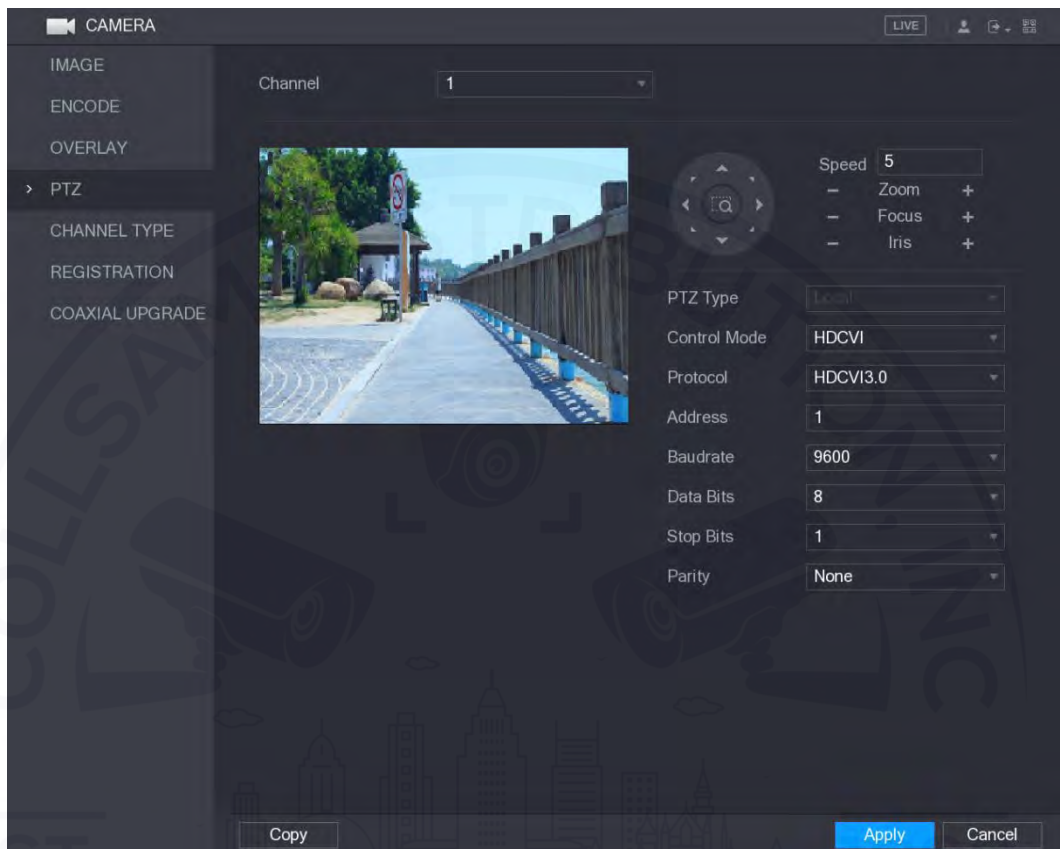 CAMERA
LIVE
IMAGE
ENCODE
OVERLAY
PTZ
CHANNEL TYPE
REGISTRATION
COAXIAL UPGRADE
Channel 1
Speed 5
− Zoom +
− Focus +
− Iris +
PTZ Type Local
Control Mode HDCVI
Protocol HDCVI3.0
Address 1
Baudrate 9600
Data Bits 8
Stop Bits 1
Parity None
Copy Apply Cancel